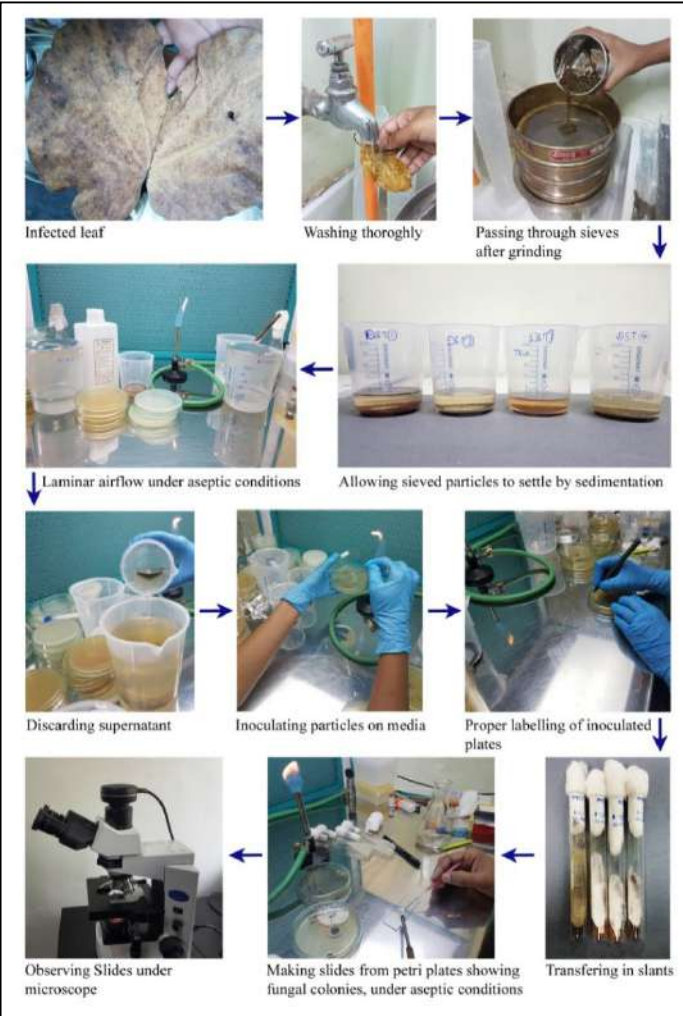 Infected leaf
Washing thoroghly
Passing through sieves
after grinding
Laminar airflow under aseptic conditions
Allowing sieved particles to settle by sedimentation
Discarding supernatant
Inoculating particles on media
Proper labelling of inoculated
plates
Observing Slides under
microscope
Making slides from petri plates showing
fungal colonies, under aseptic conditions
Transfering in slants